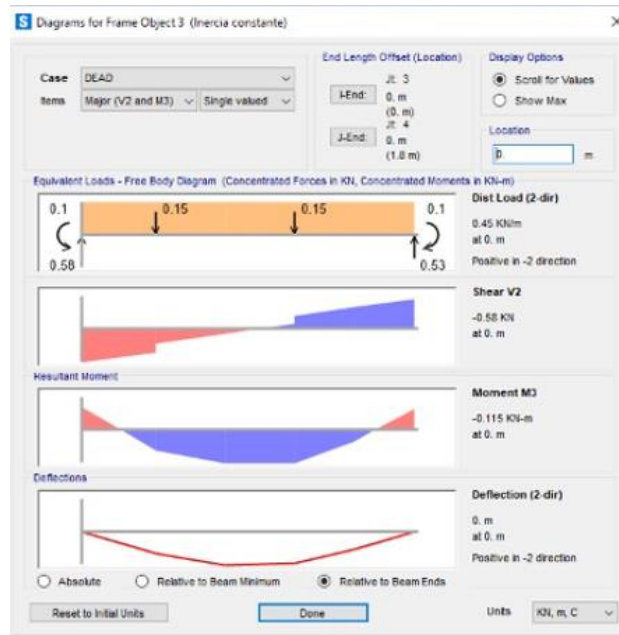 Diagrams for Frame Object 3 (Inercia constante)
Case DEAD
Items Major (V2 and M3) Single valued
End Length Offset (Location)
Jt: 3
I-End: 0. m
(0. m)
Jt: 4
J-End: 0. m
(1.8 m)
Display Options
Scroll for Values
Show Max
Location
0. m
Equivalent Loads - Free Body Diagram (Concentrated Forces in KN, Concentrated Moments in KN-m)
0.1 0.15 0.15 0.1
0.58 0.53
Dist Load (2-dir)
0.45 KN/m
at 0. m
Positive in -2 direction
Shear V2
-0.58 KN
at 0. m
Resultant Moment
Moment M3
-0.115 KN-m
at 0. m
Deflections
Deflection (2-dir)
0. m
at 0. m
Positive in -2 direction
Absolute Relative to Beam Minimum Relative to Beam Ends
Reset to Initial Units Done Units KN, m, C